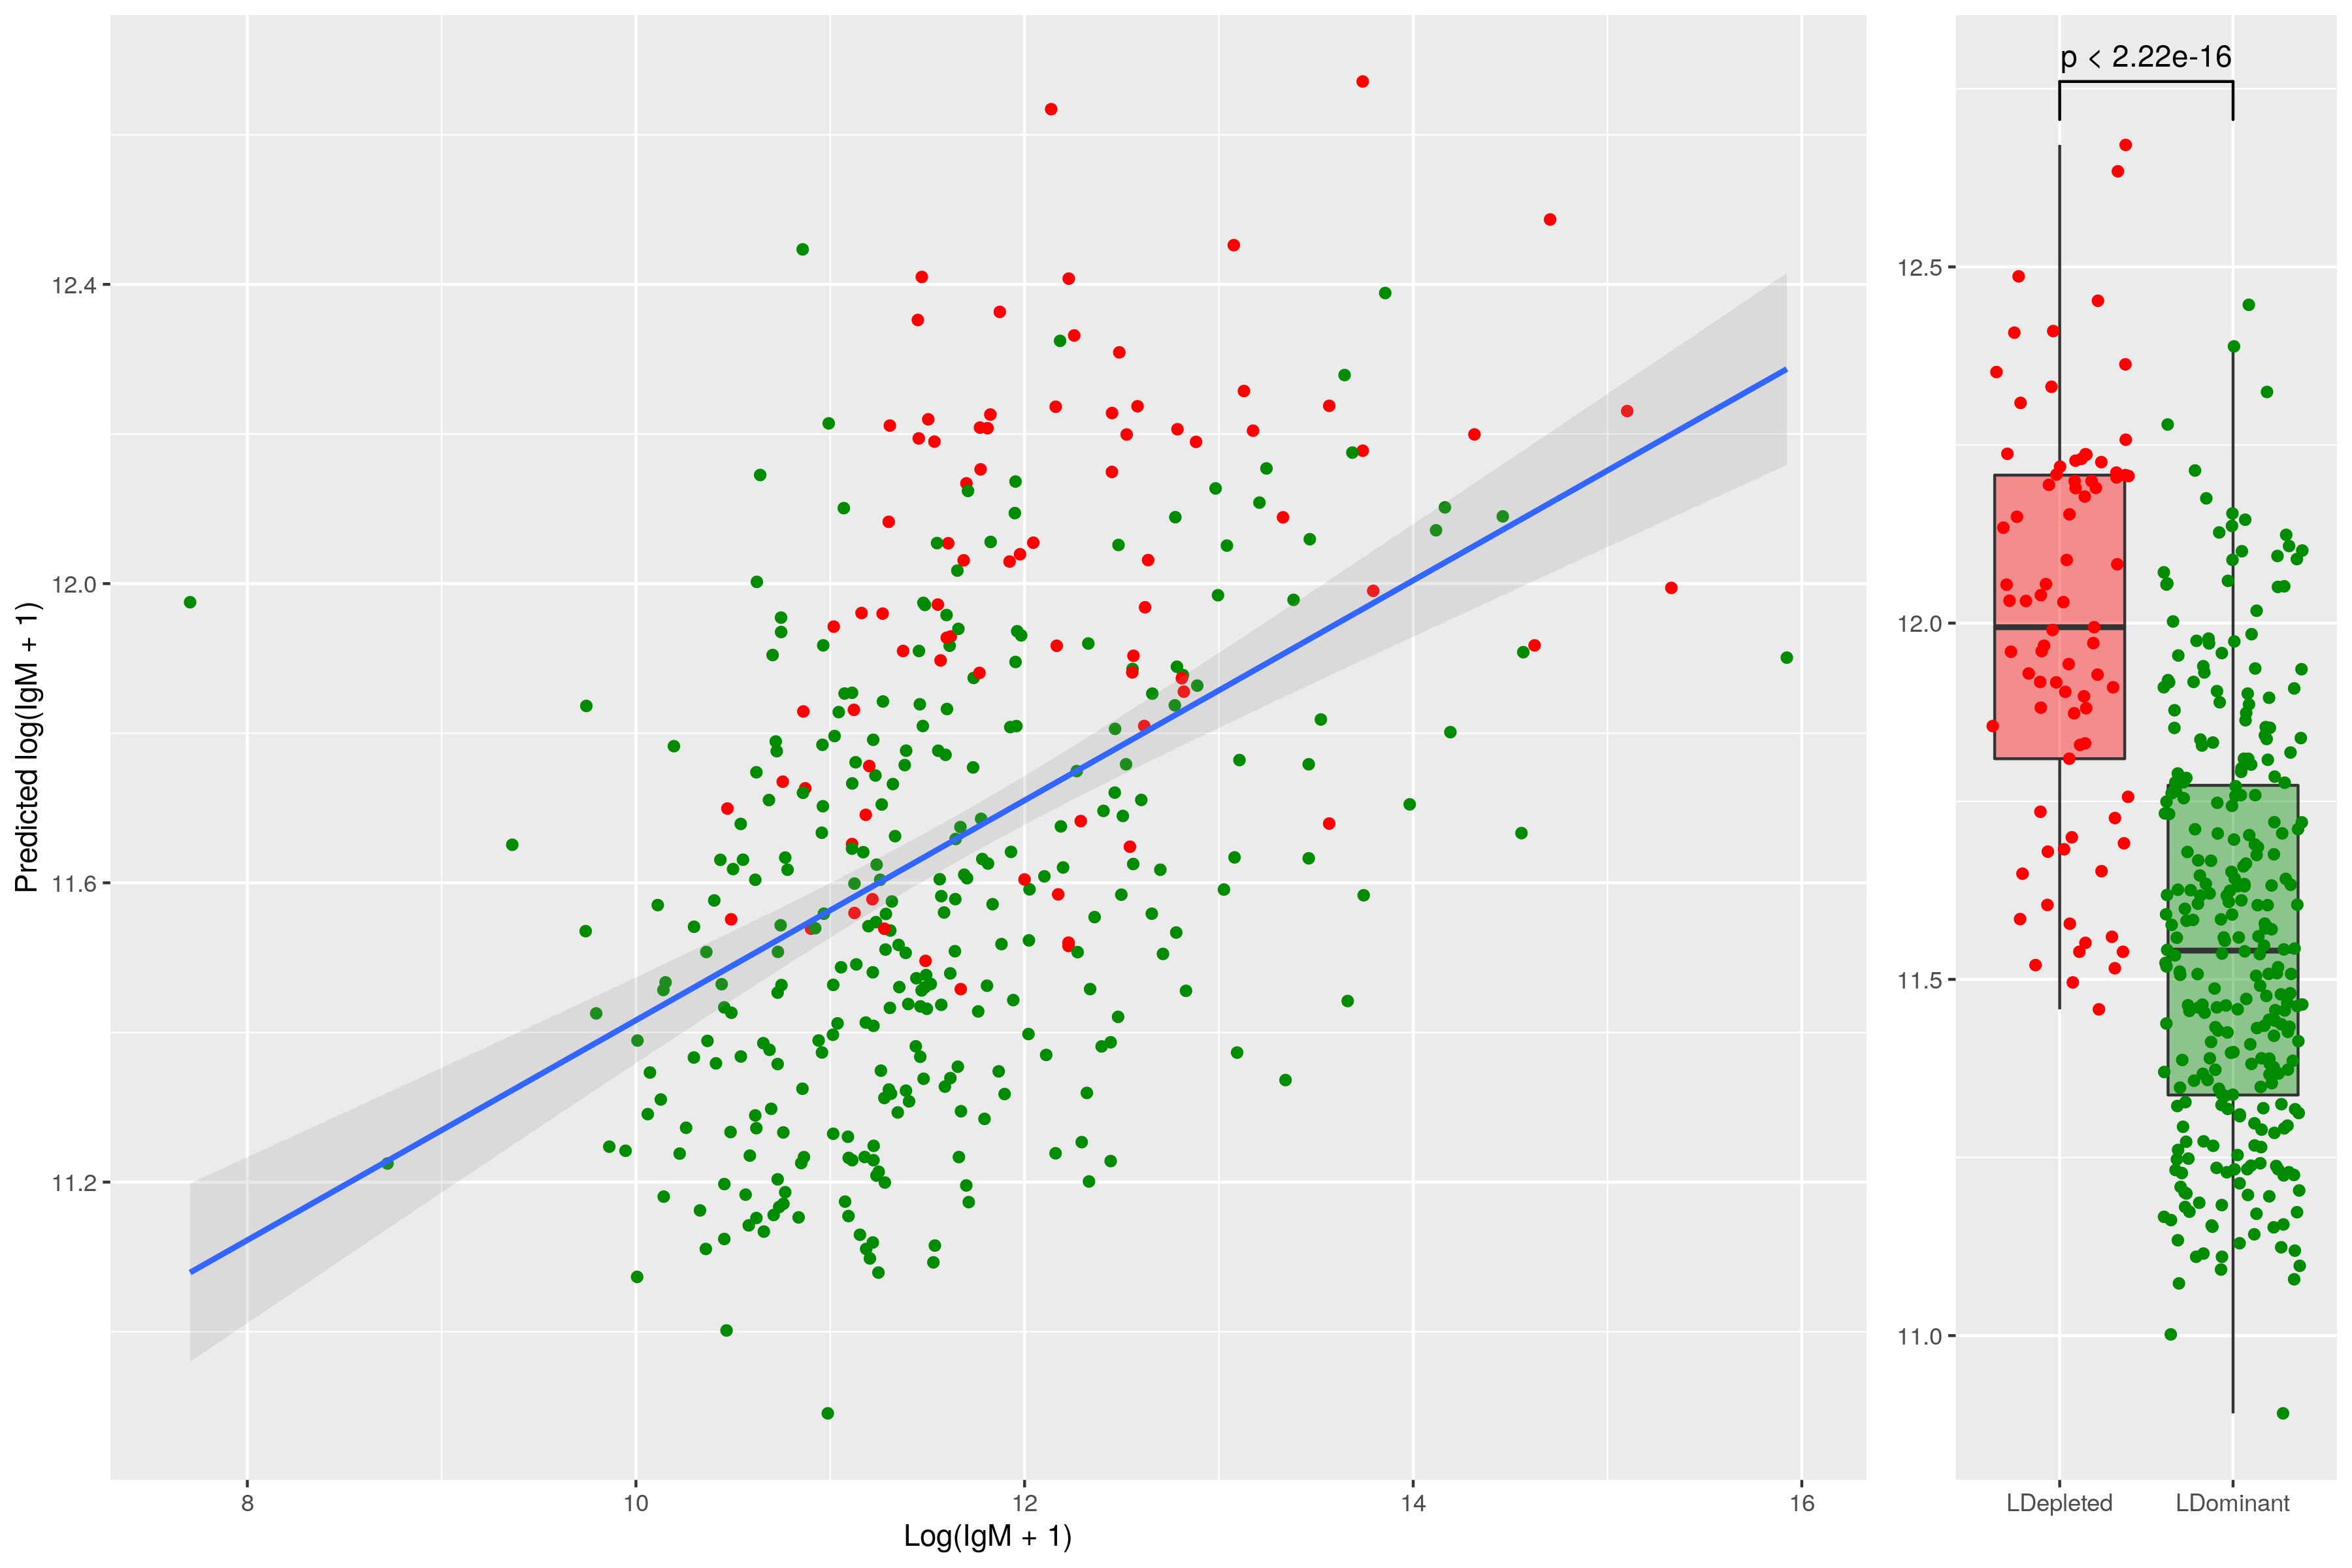 p < 2.22e-16
Predicted log(IgM + 1)
12.4
12.0
11.6
11.2
8
10
12
14
16
Log(IgM + 1)
12.5
12.0
11.5
11.0
LDepleted
LDominant